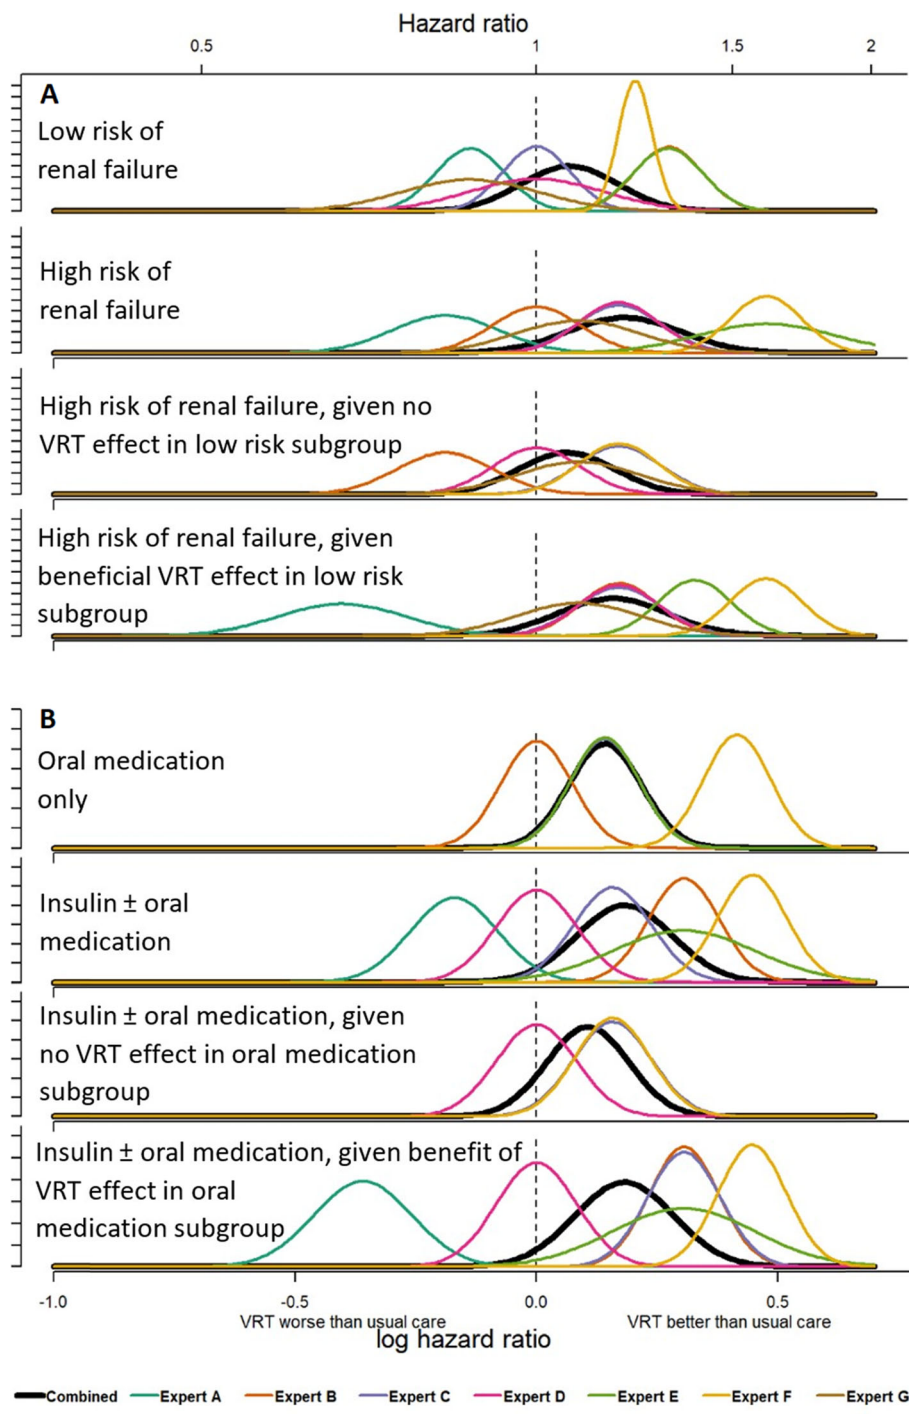 Hazard ratio
0.5 1 1.5 2
A
Low risk of
renal failure
High risk of
renal failure
High risk of renal failure, given no
VRT effect in low risk subgroup
High risk of renal failure, given
beneficial VRT effect in low risk
subgroup
B
Oral medication
only
Insulin ± oral
medication
Insulin ± oral medication, given
no VRT effect in oral medication
subgroup
Insulin ± oral medication, given benefit of
VRT effect in oral
medication subgroup
-1.0 -0.5 0.0 0.5
VRT worse than usual care VRT better than usual care
log hazard ratio
Combined Expert A Expert B Expert C Expert D Expert E Expert F Expert G